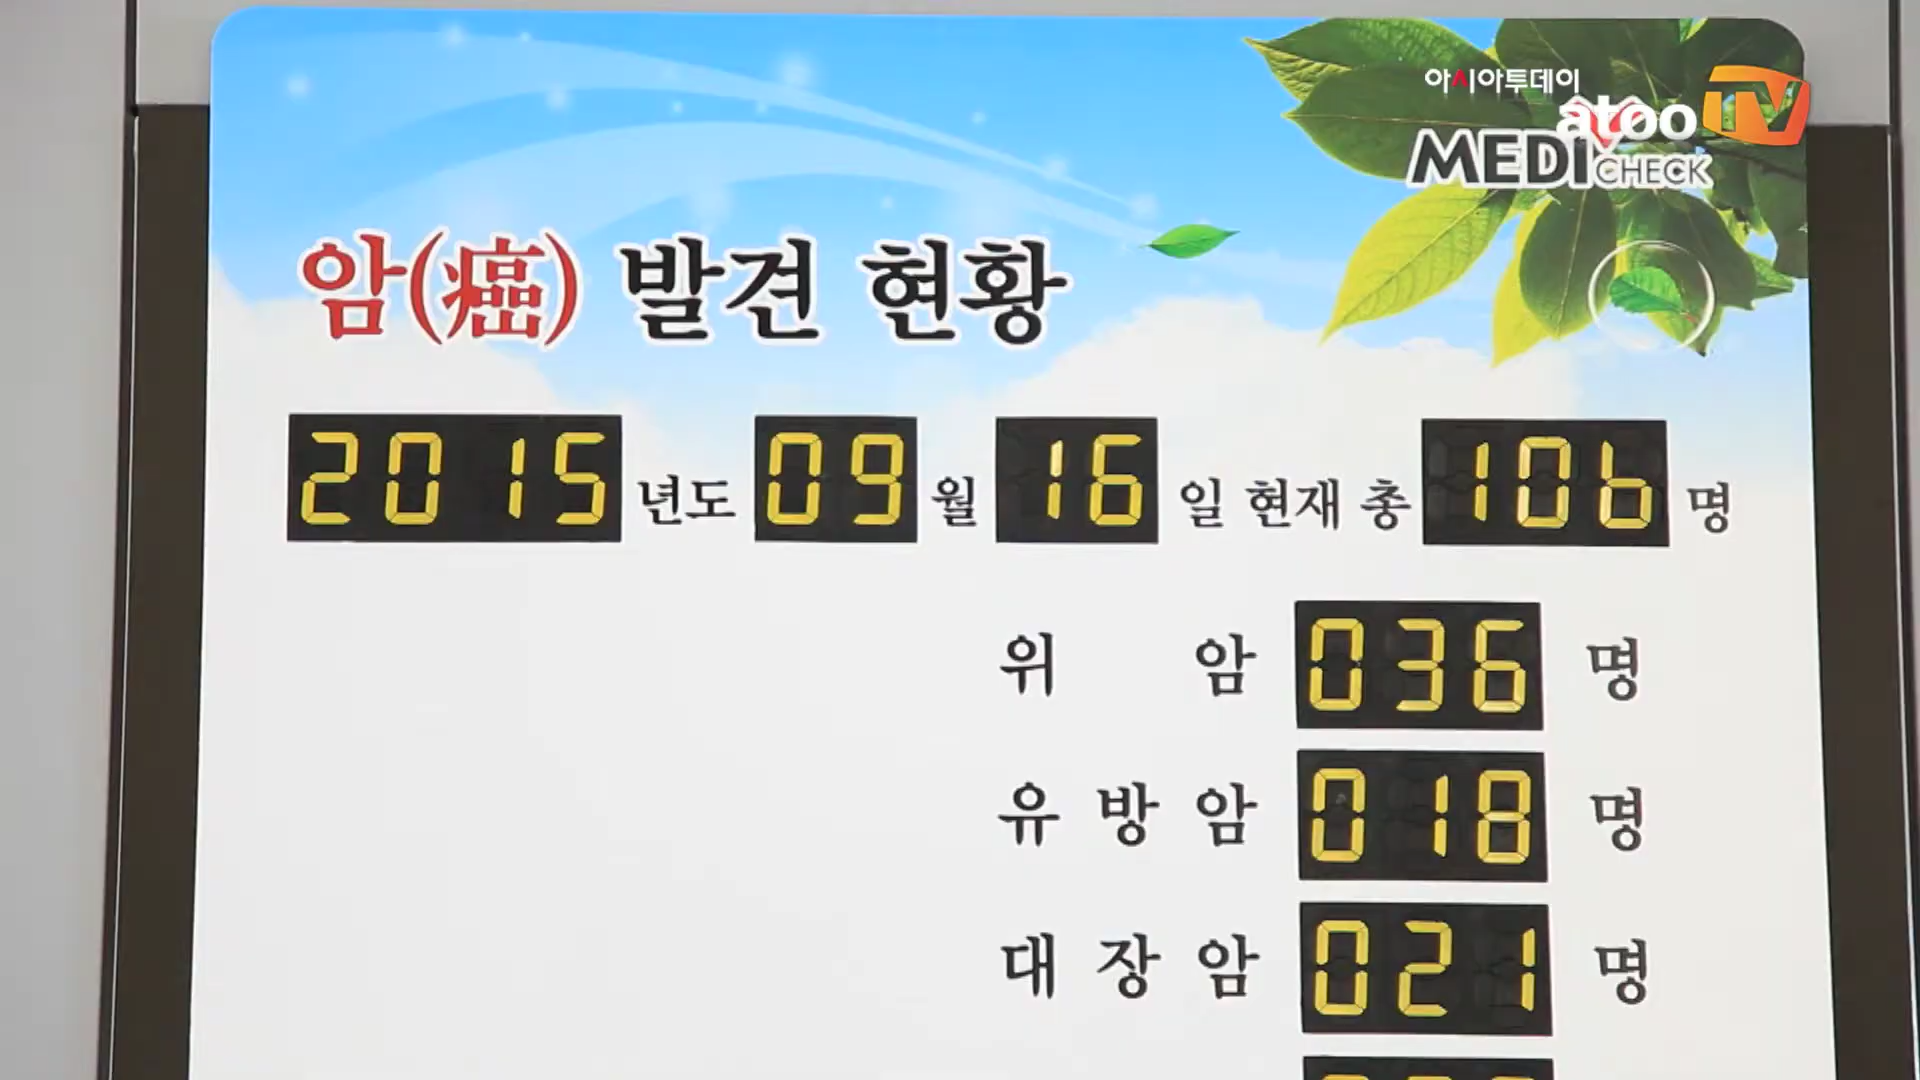 아시아투데이
atoo TV
MEDICHECK
암(癌) 발견 현황
2015 년도 09 월 16 일 현재 총 106 명
위 암 036 명
유 방 암 018 명
대 장 암 021 명